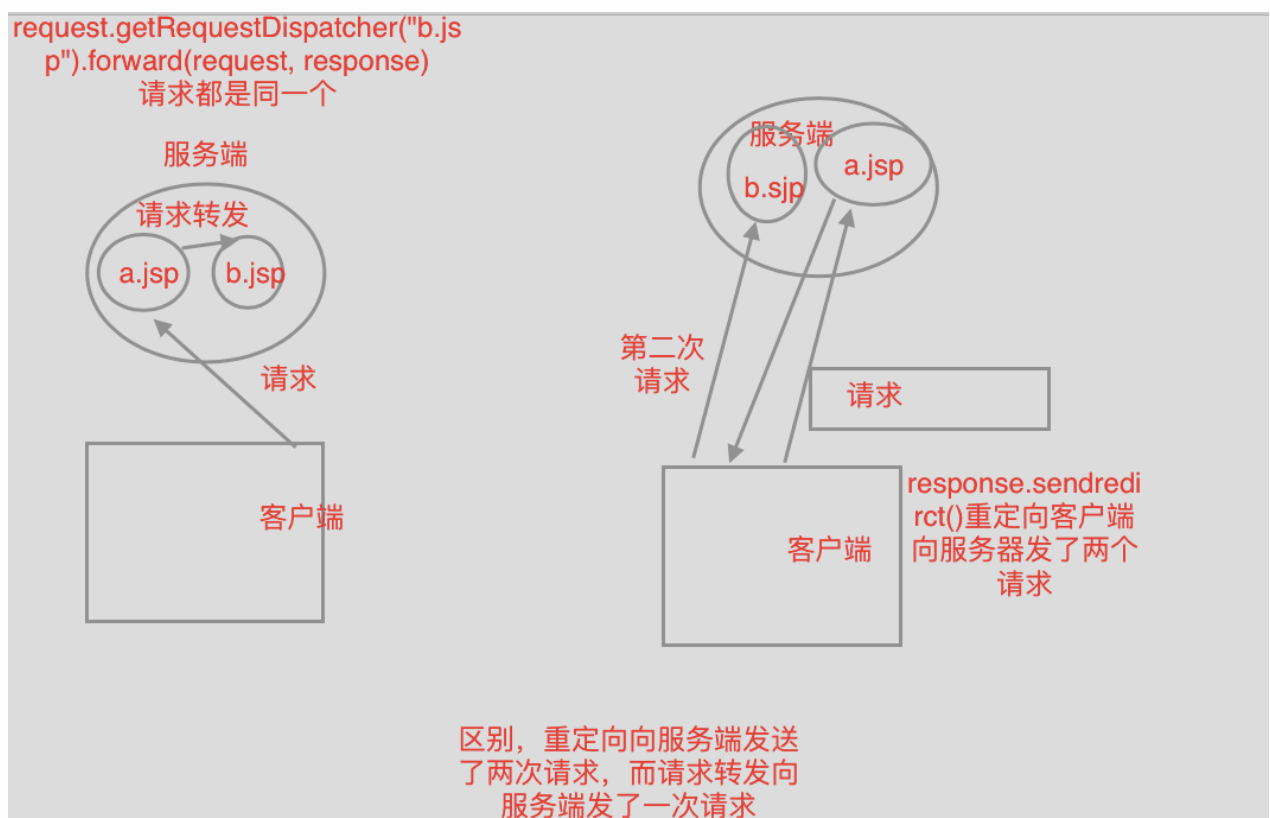 request.getRequestDispatcher("b.js
p").forward(request, response)
请求都是同一个
服务端
请求转发
a.jsp
b.jsp
请求
客户端
服务端
b.sjp
a.jsp
第二次
请求
请求
客户端
response.sendredi
rct()重定向客户端
向服务器发了两个
请求
区别，重定向向服务端发送
了两次请求，而请求转发向
服务端发了一次请求